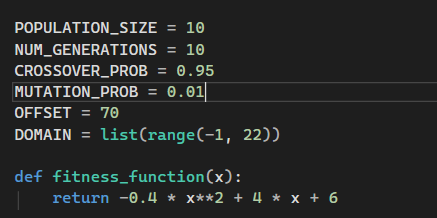 POPULATION_SIZE = 10
NUM_GENERATIONS = 10
CROSSOVER_PROB = 0.95
MUTATION_PROB = 0.01
OFFSET = 70
DOMAIN = list(range(-1, 22))
def fitness_function(x):
    return -0.4 * x**2 + 4 * x + 6